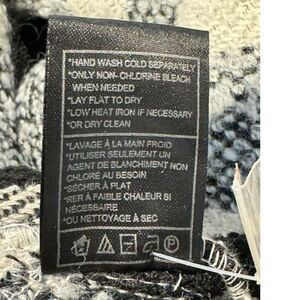 *HAND WASH COLD SEPARATELY
*ONLY NON- CHLORINE BLEACH
WHEN NEEDED
*LAY FLAT TO DRY
*LOW HEAT IRON IF NECESSARY
*OR DRY CLEAN
*LAVAGE À LA MAIN FROID
*UTILISER SEULEMENT UN
AGENT DE BLANCHIMENT NON
CHLORÉ AU BESOIN
*SÉCHER À PLAT
*FER À FAIBLE CHALEUR SI
NÉCESSAIRE
*OU NETTOYAGE À SEC
P